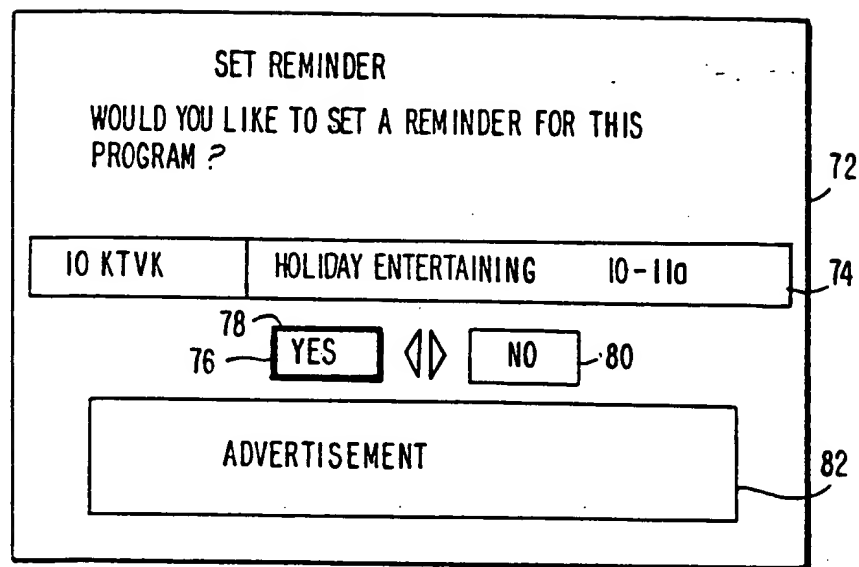 SET REMINDER
WOULD YOU LIKE TO SET A REMINDER FOR THIS
PROGRAM ?
72
10 KTVK HOLIDAY ENTERTAINING 10-11a
74
78
76 YES NO 80
ADVERTISEMENT
82